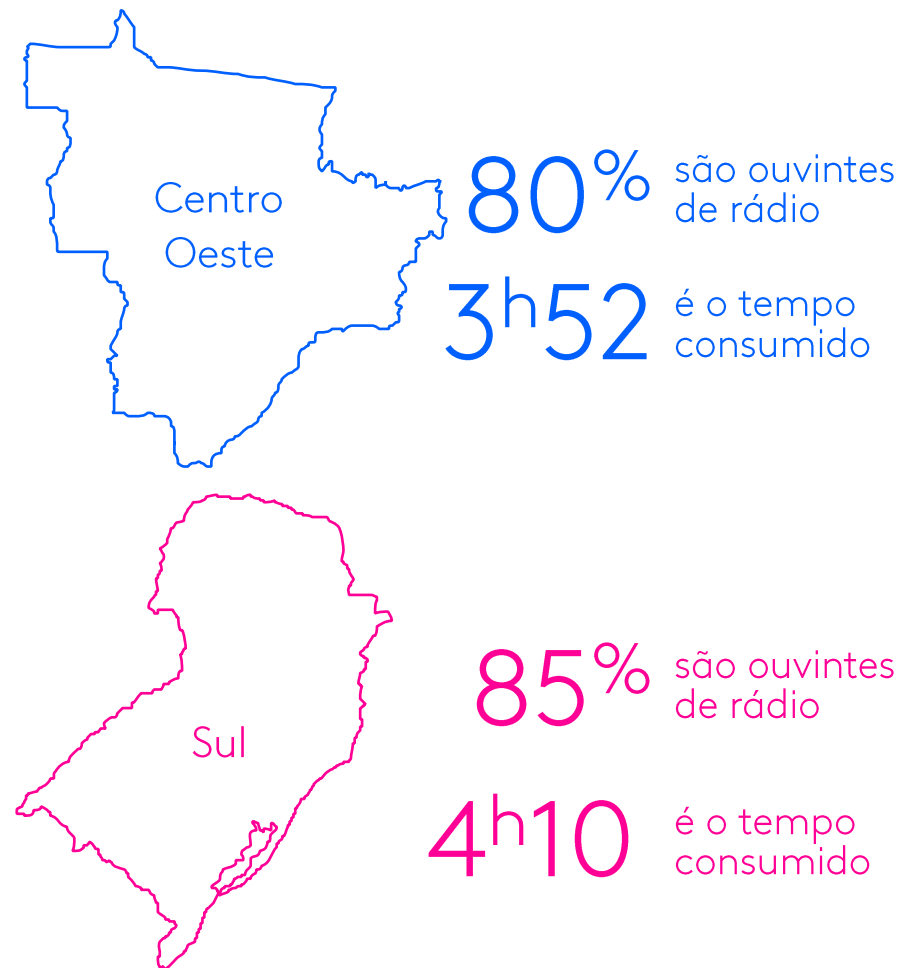 Centro
Oeste
80%
são ouvintes
de rádio
3h52
é o tempo
consumido
Sul
85%
são ouvintes
de rádio
4h10
é o tempo
consumido